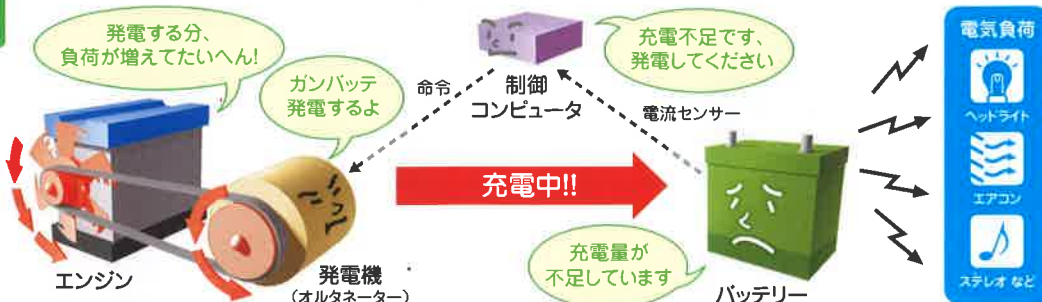 発電する分、
負荷が増えてたいへん!
ガンバッテ
発電するよ
命令
制御
コンピュータ
充電不足です、
発電してください
電流センサー
電気負荷
ヘッドライト
エアコン
ステレオ など
充電中!!
充電量が
不足しています
エンジン
発電機
(オルタネーター)
バッテリー